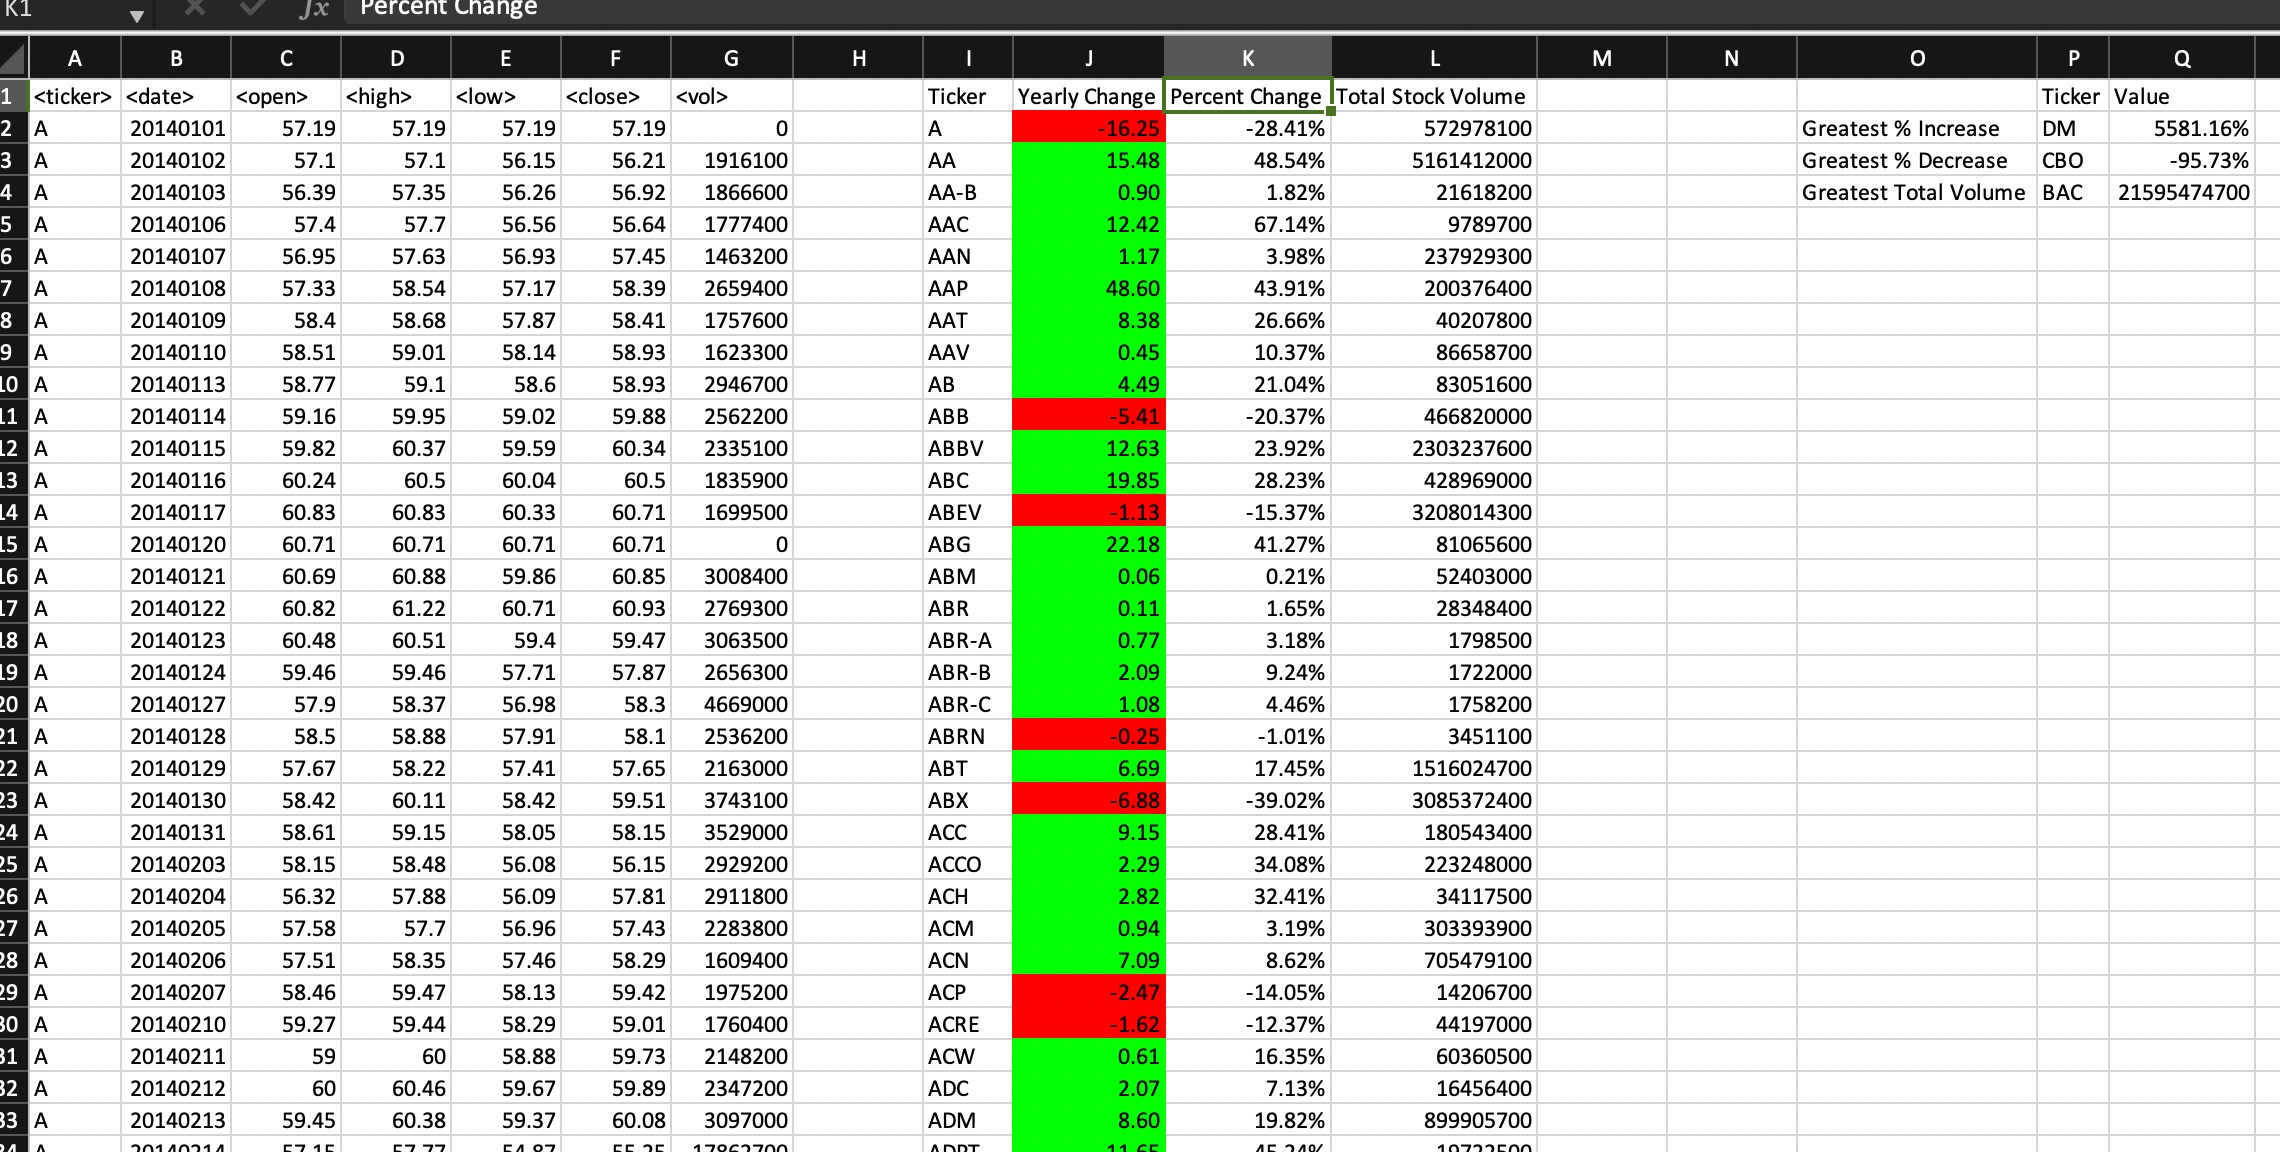 K1 fx Percent Change
A B C D E F G H I J K L M N O P Q
1 <ticker> <date> <open> <high> <low> <close> <vol> Ticker Yearly Change Percent Change Total Stock Volume Ticker Value
2 A 20140101 57.19 57.19 57.19 57.19 0 A -16.25 -28.41% 572978100 Greatest % Increase DM 5581.16%
3 A 20140102 57.1 57.1 56.15 56.21 1916100 AA 15.48 48.54% 5161412000 Greatest % Decrease CBO -95.73%
4 A 20140103 56.39 57.35 56.26 56.92 1866600 AA-B 0.90 1.82% 21618200 Greatest Total Volume BAC 21595474700
5 A 20140106 57.4 57.7 56.56 56.64 1777400 AAC 12.42 67.14% 9789700
6 A 20140107 56.95 57.63 56.93 57.45 1463200 AAN 1.17 3.98% 237929300
7 A 20140108 57.33 58.54 57.17 58.39 2659400 AAP 48.60 43.91% 200376400
8 A 20140109 58.4 58.68 57.87 58.41 1757600 AAT 8.38 26.66% 40207800
9 A 20140110 58.51 59.01 58.14 58.93 1623300 AAV 0.45 10.37% 86658700
10 A 20140113 58.77 59.1 58.6 58.93 2946700 AB 4.49 21.04% 83051600
11 A 20140114 59.16 59.95 59.02 59.88 2562200 ABB -5.41 -20.37% 466820000
12 A 20140115 59.82 60.37 59.59 60.34 2335100 ABBV 12.63 23.92% 2303237600
13 A 20140116 60.24 60.5 60.04 60.5 1835900 ABC 19.85 28.23% 428969000
14 A 20140117 60.83 60.83 60.33 60.71 1699500 ABEV -1.13 -15.37% 3208014300
15 A 20140120 60.71 60.71 60.71 60.71 0 ABG 22.18 41.27% 81065600
16 A 20140121 60.69 60.88 59.86 60.85 3008400 ABM 0.06 0.21% 52403000
17 A 20140122 60.82 61.22 60.71 60.93 2769300 ABR 0.11 1.65% 28348400
18 A 20140123 60.48 60.51 59.4 59.47 3063500 ABR-A 0.77 3.18% 1798500
19 A 20140124 59.46 59.46 57.71 57.87 2656300 ABR-B 2.09 9.24% 1722000
20 A 20140127 57.9 58.37 56.98 58.3 4669000 ABR-C 1.08 4.46% 1758200
21 A 20140128 58.5 58.88 57.91 58.1 2536200 ABRN -0.25 -1.01% 3451100
22 A 20140129 57.67 58.22 57.41 57.65 2163000 ABT 6.69 17.45% 1516024700
23 A 20140130 58.42 60.11 58.42 59.51 3743100 ABX -6.88 -39.02% 3085372400
24 A 20140131 58.61 59.15 58.05 58.15 3529000 ACC 9.15 28.41% 180543400
25 A 20140203 58.15 58.48 56.08 56.15 2929200 ACCO 2.29 34.08% 223248000
26 A 20140204 56.32 57.88 56.09 57.81 2911800 ACH 2.82 32.41% 34117500
27 A 20140205 57.58 57.7 56.96 57.43 2283800 ACM 0.94 3.19% 303393900
28 A 20140206 57.51 58.35 57.46 58.29 1609400 ACN 7.09 8.62% 705479100
29 A 20140207 58.46 59.47 58.13 59.42 1975200 ACP -2.47 -14.05% 14206700
30 A 20140210 59.27 59.44 58.29 59.01 1760400 ACRE -1.62 -12.37% 44197000
31 A 20140211 59 60 58.88 59.73 2148200 ACW 0.61 16.35% 60360500
32 A 20140212 60 60.46 59.67 59.89 2347200 ADC 2.07 7.13% 16456400
33 A 20140213 59.45 60.38 59.37 60.08 3097000 ADM 8.60 19.82% 899905700